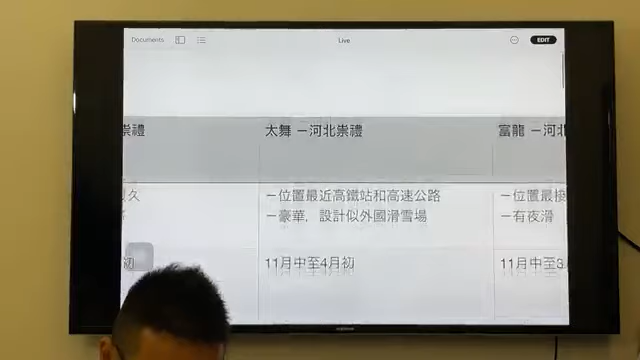 Documents
Live
EDIT
崇禮
太舞 －河北崇禮
富龍 －河北
久
－位置最近高鐵站和高速公路
－豪華，設計似外國滑雪場
－位置最接
－有夜滑
初
11月中至4月初
11月中至3